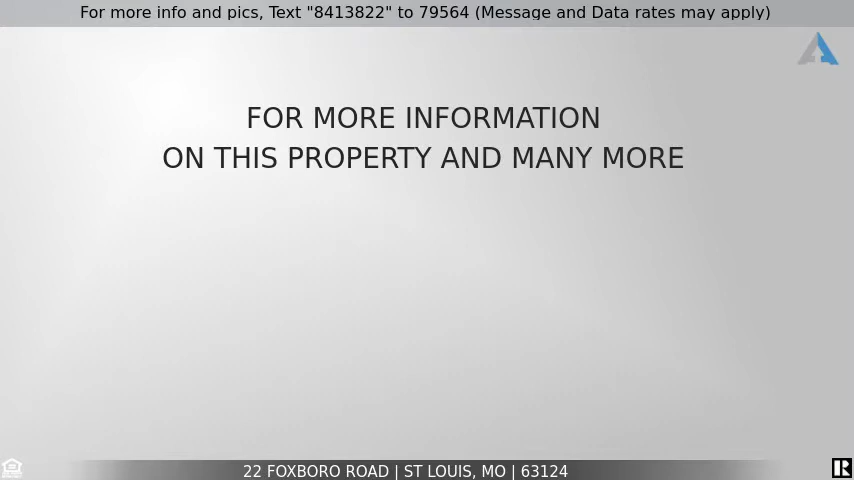 For more info and pics, Text "8413822" to 79564 (Message and Data rates may apply)
FOR MORE INFORMATION
ON THIS PROPERTY AND MANY MORE
22 FOXBORO ROAD | ST LOUIS, MO | 63124